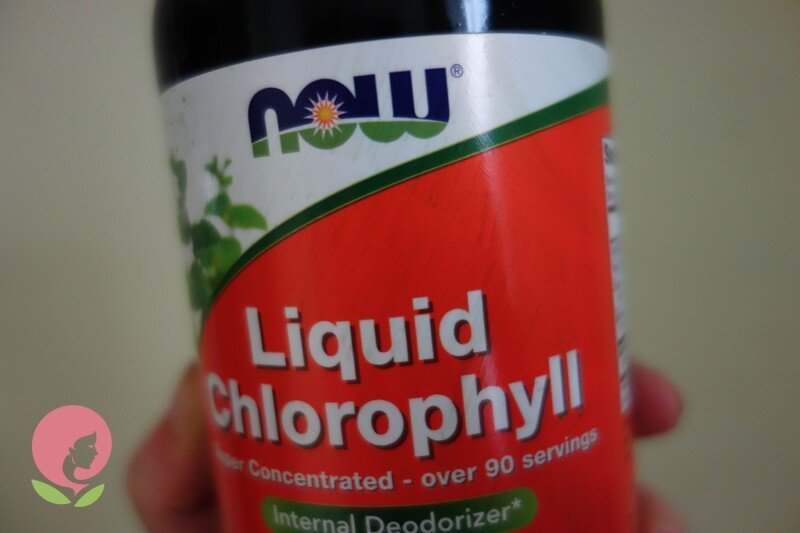 NOW®
Liquid
Chlorophyll
Super Concentrated - over 90 servings
Internal Deodorizer*